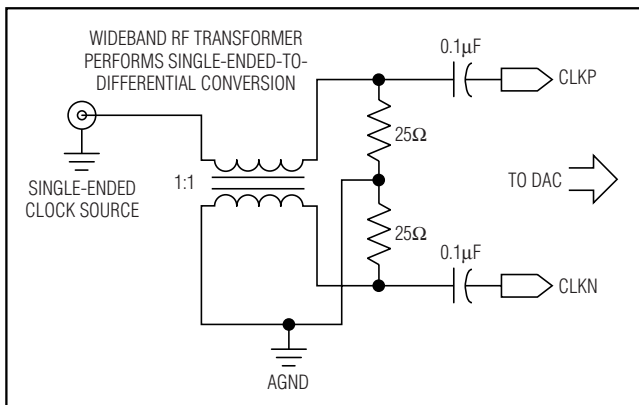 WIDEBAND RF TRANSFORMER
PERFORMS SINGLE-ENDED-TO-
DIFFERENTIAL CONVERSION
0.1μF
CLKP
25Ω
SINGLE-ENDED
CLOCK SOURCE
1:1
TO DAC
25Ω
0.1μF
CLKN
AGND